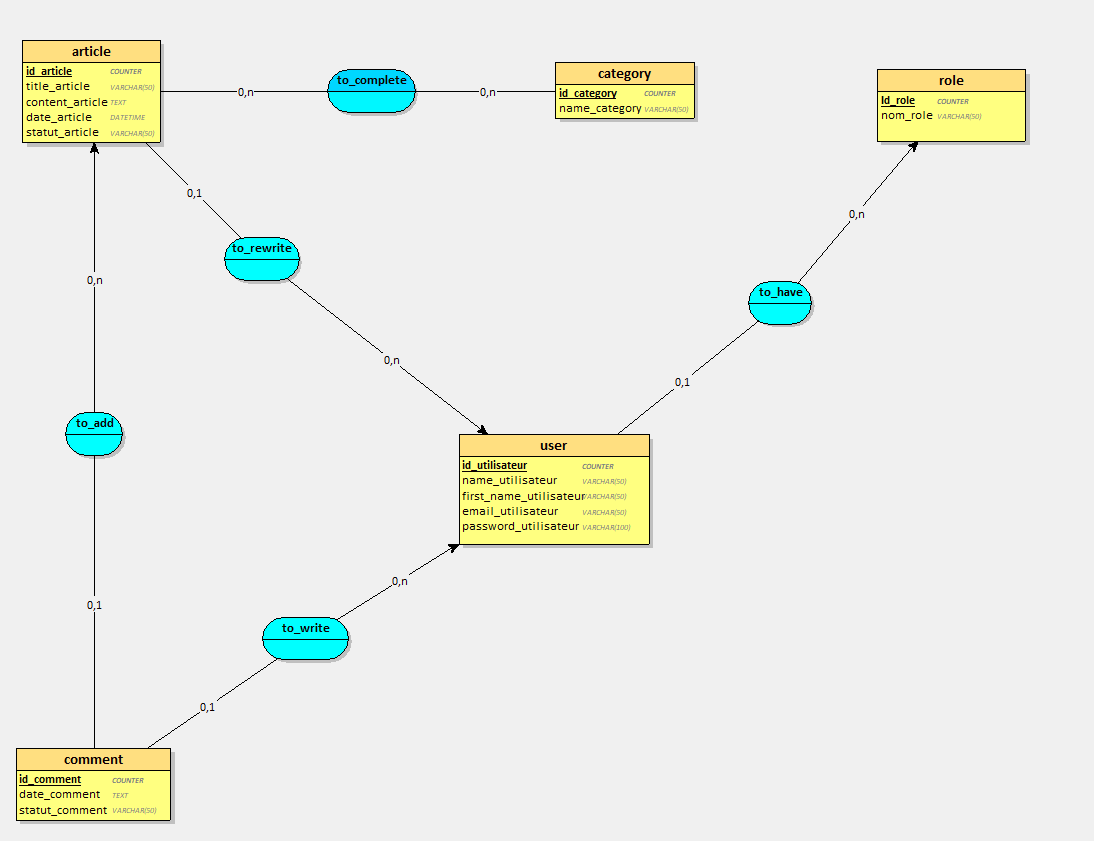 article
id_article COUNTER
title_article VARCHAR(50)
content_article TEXT
date_article DATETIME
statut_article VARCHAR(50)
0,n
to_complete
0,n
category
id_category COUNTER
name_category VARCHAR(50)
role
Id_role COUNTER
nom_role VARCHAR(50)
0,1
to_rewrite
0,n
0,n
to_have
0,1
0,n
to_add
0,1
user
id_utilisateur COUNTER
name_utilisateur VARCHAR(50)
first_name_utilisateur VARCHAR(50)
email_utilisateur VARCHAR(50)
password_utilisateur VARCHAR(100)
0,n
to_write
0,1
comment
id_comment COUNTER
date_comment TEXT
statut_comment VARCHAR(50)